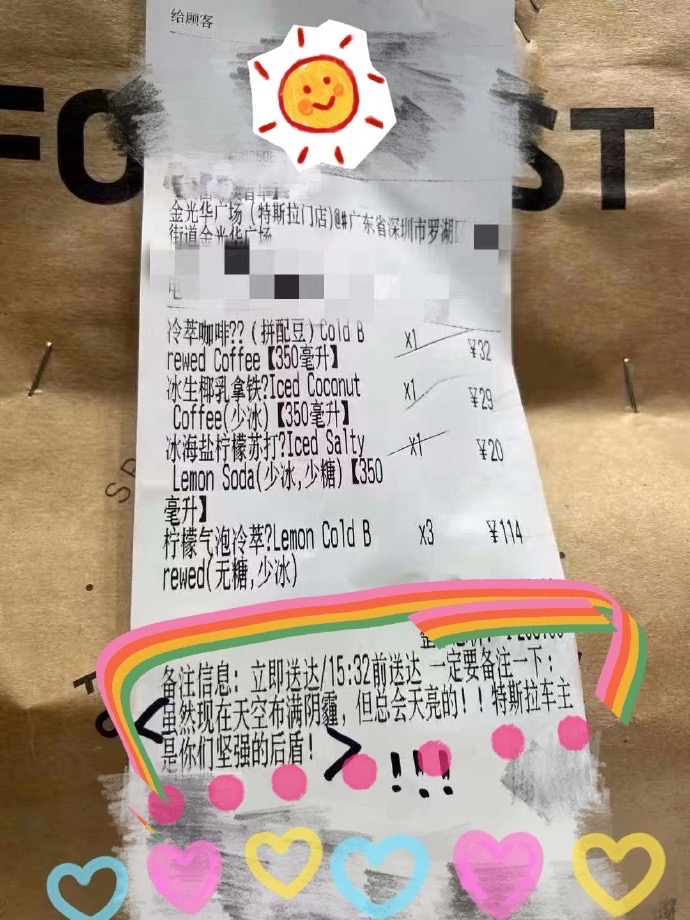 给顾客
金光华广场(特斯拉门店)@#广东省深圳市罗湖区
街道金光华广场
电
冷萃咖啡??(拼配豆)Cold B x1 ¥32
rewed Coffee【350毫升】
冰生椰乳拿铁?Iced Coconut x1 ¥29
Coffee(少冰)【350毫升】
冰海盐柠檬苏打?Iced Salty x1 ¥20
Lemon Soda(少冰,少糖)【350
毫升】
柠檬气泡冷萃?Lemon Cold B x3 ¥114
rewed(无糖,少冰)
备注信息: 立即送达/15:32前送达 一定要备注一下:
虽然现在天空布满阴霾,但总会天亮的!!特斯拉车主
是你们坚强的后盾!
!!!